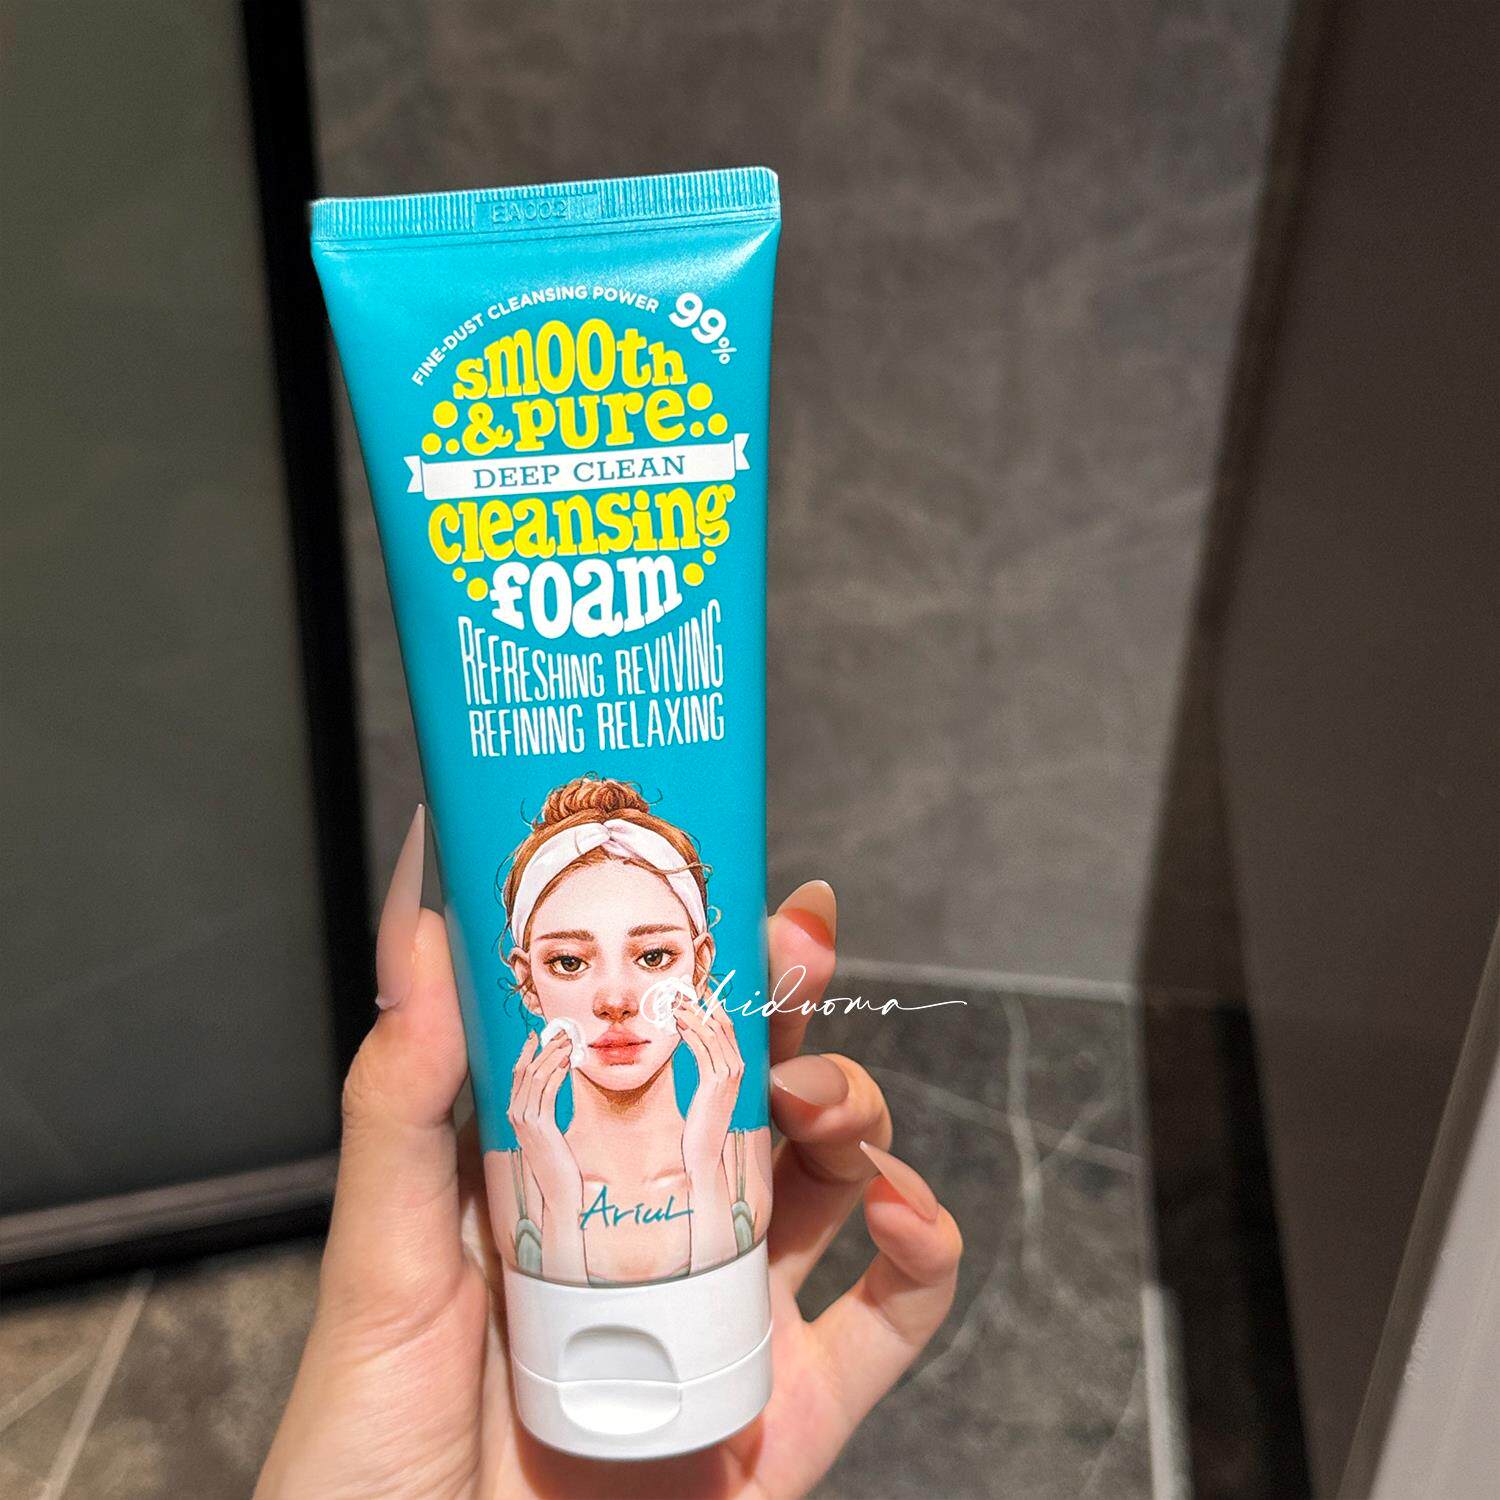 EA002
FINE-DUST CLEANSING POWER 99%
smooth
&pure
DEEP CLEAN
cleansing
foam
REFRESHING REVIVING
REFINING RELAXING
@hiduoma
Ariul